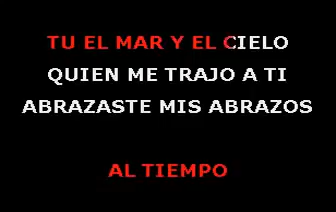 TU EL MAR Y EL CIELO
QUIEN ME TRAJO A TI
ABRAZASTE MIS ABRAZOS
AL TIEMPO